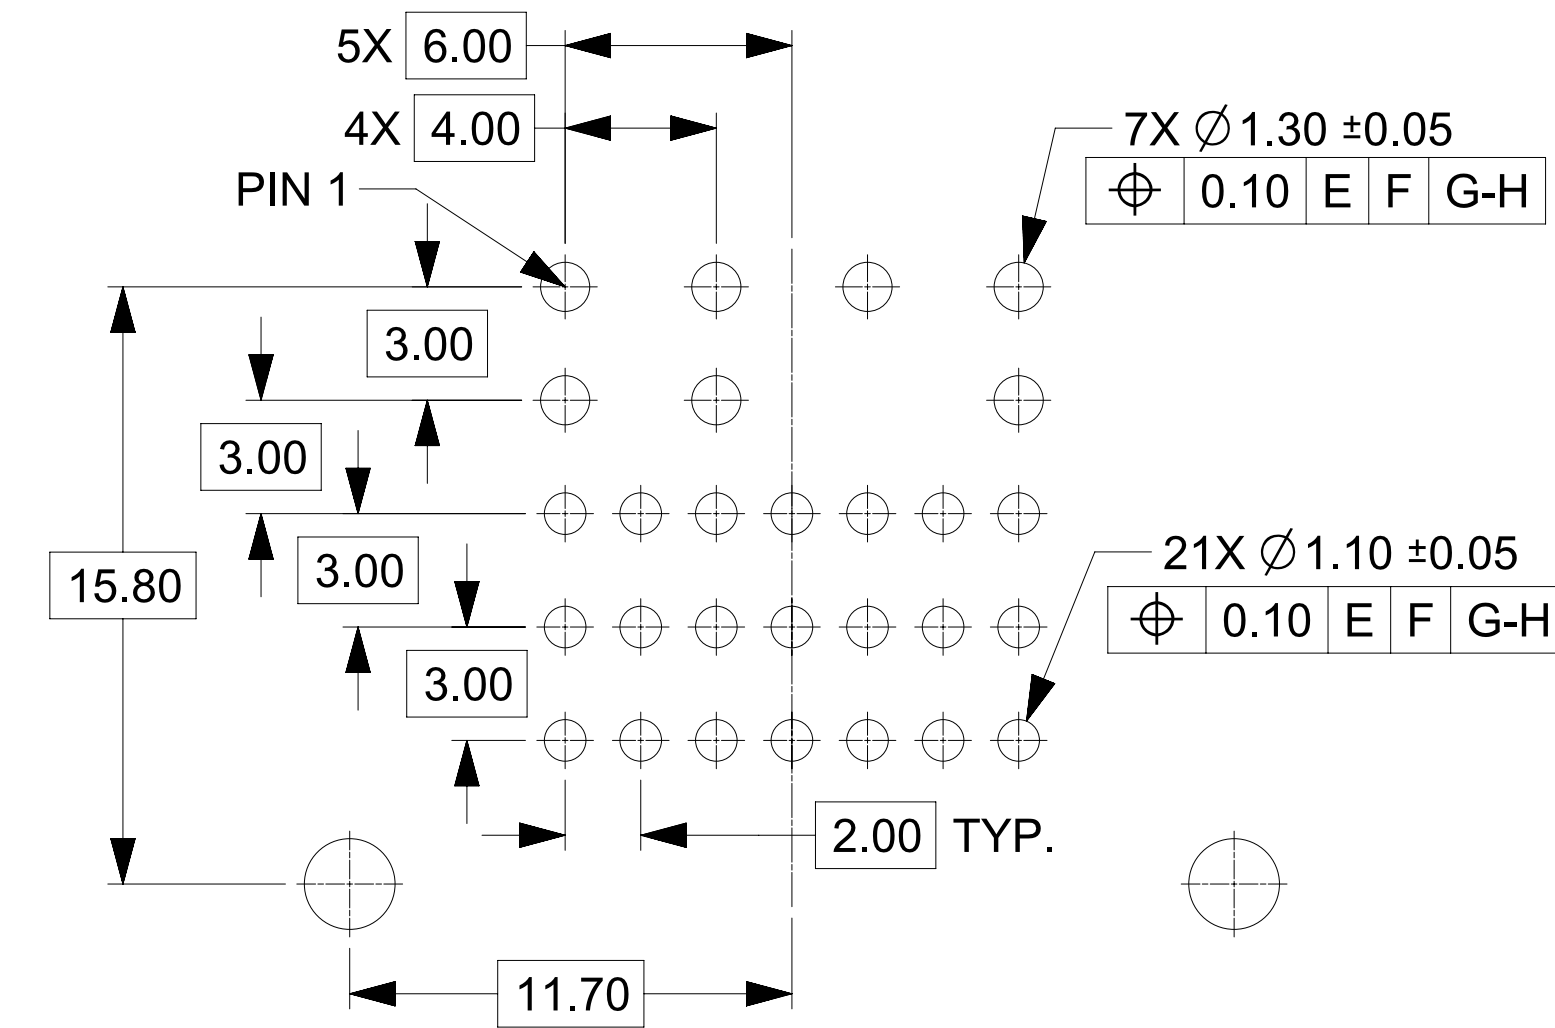 5X 6.00
4X 4.00
7X ∅1.30 ±0.05
⌖ 0.10 E F G-H
PIN 1
3.00
3.00
21X ∅1.10 ±0.05
⌖ 0.10 E F G-H
3.00
15.80
3.00
2.00 TYP.
11.70